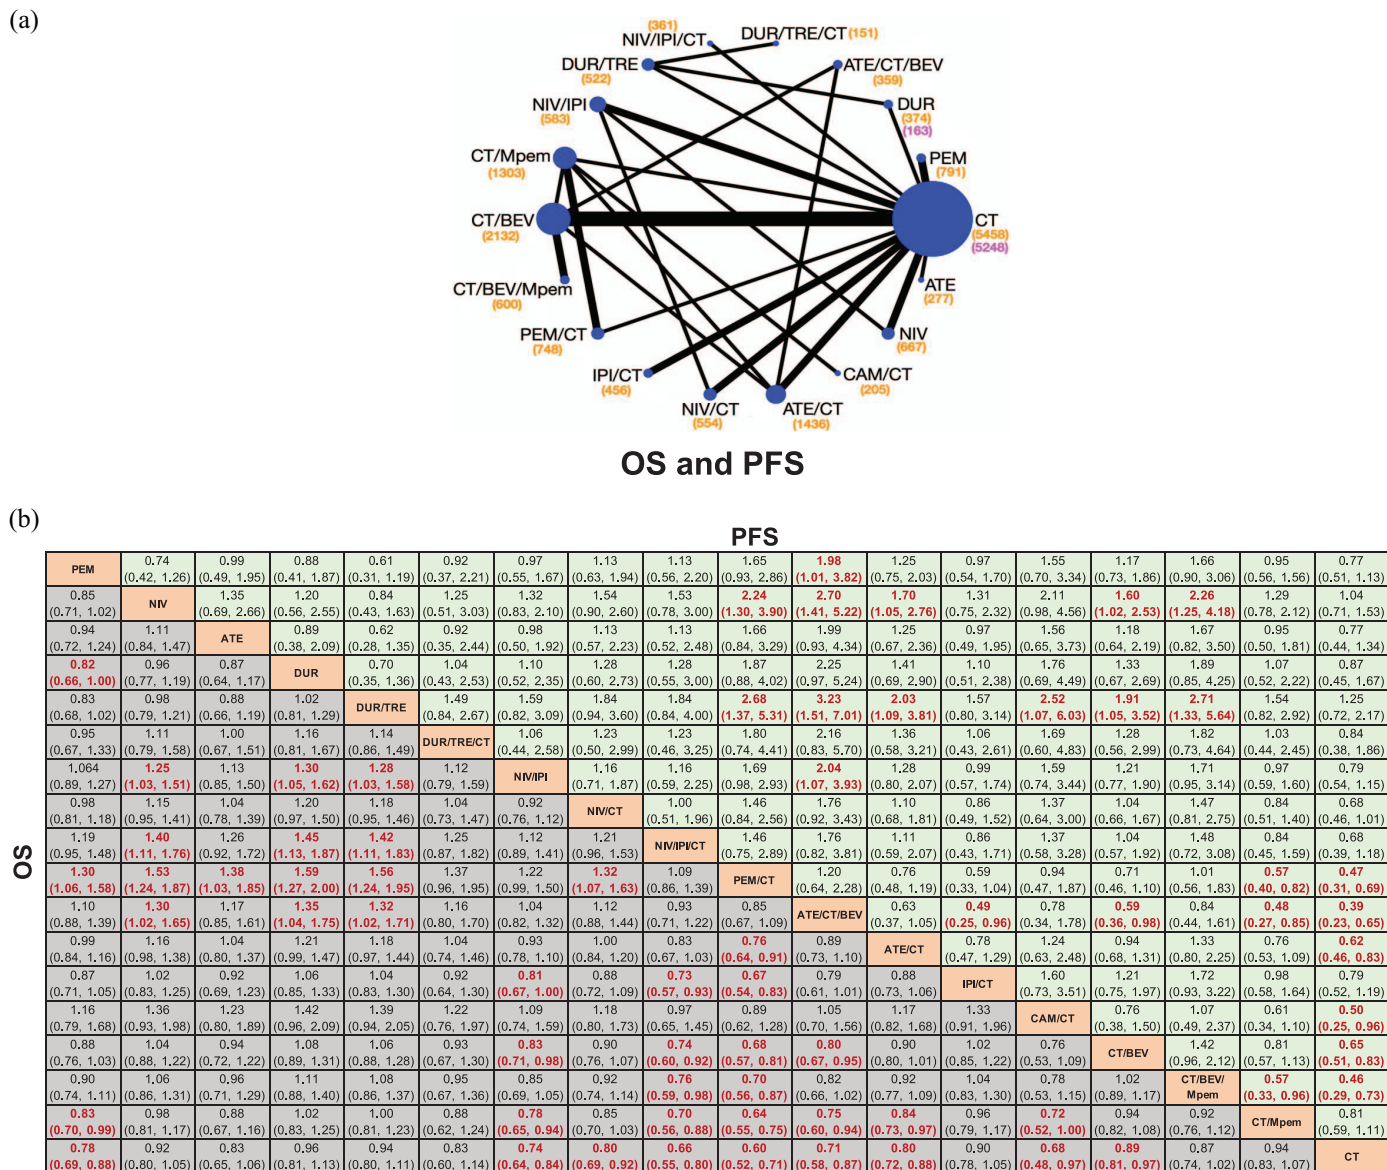 (a)
(361)
NIV/IPI/CT
DUR/TRE/CT (151)
DUR/TRE
(522)
ATE/CT/BEV
(359)
NIV/IPI
(583)
DUR
(374)
(163)
CT/Mpem
(1303)
PEM
(791)
CT/BEV
(2132)
CT
(5458)
(5248)
CT/BEV/Mpem
(600)
ATE
(277)
PEM/CT
(748)
NIV
(667)
IPI/CT
(456)
CAM/CT
(205)
NIV/CT
(554)
ATE/CT
(1436)
OS and PFS
(b)
PFS
OS
PEM 0.74 0.99 0.88 0.61 0.92 0.97 1.13 1.13 1.65 1.98 1.25 0.97 1.55 1.17 1.66 0.95 0.77
(0.42, 1.26) (0.49, 1.95) (0.41, 1.87) (0.31, 1.19) (0.37, 2.21) (0.55, 1.67) (0.63, 1.94) (0.56, 2.20) (0.93, 2.86) (1.01, 3.82) (0.75, 2.03) (0.54, 1.70) (0.70, 3.34) (0.73, 1.86) (0.90, 3.06) (0.56, 1.56) (0.51, 1.13)
0.85 NIV 1.35 1.20 0.84 1.25 1.32 1.54 1.53 2.24 2.70 1.70 1.31 2.11 1.60 2.26 1.29 1.04
(0.71, 1.02) (0.69, 2.66) (0.56, 2.55) (0.43, 1.63) (0.51, 3.03) (0.83, 2.10) (0.90, 2.60) (0.78, 3.00) (1.30, 3.90) (1.41, 5.22) (1.05, 2.76) (0.75, 2.32) (0.98, 4.56) (1.02, 2.53) (1.25, 4.18) (0.78, 2.12) (0.71, 1.53)
0.94 1.11 ATE 0.89 0.62 0.92 0.98 1.13 1.13 1.66 1.99 1.25 0.97 1.56 1.18 1.67 0.95 0.77
(0.72, 1.24) (0.84, 1.47) (0.38, 2.09) (0.28, 1.35) (0.35, 2.44) (0.50, 1.92) (0.57, 2.23) (0.52, 2.48) (0.84, 3.29) (0.93, 4.34) (0.67, 2.36) (0.49, 1.95) (0.65, 3.73) (0.64, 2.19) (0.82, 3.50) (0.50, 1.81) (0.44, 1.34)
0.82 0.96 0.87 DUR 0.70 1.04 1.10 1.28 1.28 1.87 2.25 1.41 1.10 1.76 1.33 1.89 1.07 0.87
(0.66, 1.00) (0.77, 1.19) (0.64, 1.17) (0.35, 1.36) (0.43, 2.53) (0.52, 2.35) (0.60, 2.73) (0.55, 3.00) (0.88, 4.02) (0.97, 5.24) (0.69, 2.90) (0.51, 2.38) (0.69, 4.47) (0.67, 2.69) (0.85, 4.25) (0.52, 2.22) (0.45, 1.67)
0.83 0.98 0.88 1.02 DUR/TRE 1.49 1.59 1.84 1.84 2.68 3.23 2.03 1.57 2.52 1.91 2.71 1.54 1.25
(0.68, 1.02) (0.79, 1.21) (0.66, 1.19) (0.81, 1.29) (0.84, 2.67) (0.82, 3.09) (0.94, 3.60) (0.84, 4.00) (1.37, 5.31) (1.51, 7.01) (1.09, 3.81) (0.80, 3.14) (1.07, 6.03) (1.05, 3.52) (1.33, 5.64) (0.82, 2.92) (0.72, 2.17)
0.95 1.11 1.00 1.16 1.14 DUR/TRE/CT 1.06 1.23 1.23 1.80 2.16 1.36 1.06 1.69 1.28 1.82 1.03 0.84
(0.67, 1.33) (0.79, 1.58) (0.67, 1.51) (0.81, 1.67) (0.86, 1.49) (0.44, 2.58) (0.50, 2.99) (0.46, 3.25) (0.74, 4.41) (0.83, 5.70) (0.58, 3.21) (0.43, 2.61) (0.60, 4.83) (0.56, 2.99) (0.73, 4.64) (0.44, 2.45) (0.38, 1.86)
1.064 1.25 1.13 1.30 1.28 1.12 NIV/IPI 1.16 1.16 1.69 2.04 1.28 0.99 1.59 1.21 1.71 0.97 0.79
(0.89, 1.27) (1.03, 1.51) (0.85, 1.50) (1.05, 1.62) (1.03, 1.58) (0.79, 1.59) (0.71, 1.87) (0.59, 2.25) (0.98, 2.93) (1.07, 3.93) (0.80, 2.07) (0.57, 1.74) (0.74, 3.44) (0.77, 1.90) (0.95, 3.14) (0.59, 1.60) (0.54, 1.15)
0.98 1.15 1.04 1.20 1.18 1.04 0.92 NIV/CT 1.00 1.46 1.76 1.10 0.86 1.37 1.04 1.47 0.84 0.68
(0.81, 1.18) (0.95, 1.41) (0.78, 1.39) (0.97, 1.50) (0.95, 1.46) (0.73, 1.47) (0.76, 1.12) (0.51, 1.96) (0.84, 2.56) (0.92, 3.43) (0.68, 1.81) (0.49, 1.52) (0.64, 3.00) (0.66, 1.67) (0.81, 2.75) (0.51, 1.40) (0.46, 1.01)
1.19 1.40 1.26 1.45 1.42 1.25 1.12 1.21 NIV/IPI/CT 1.46 1.76 1.11 0.86 1.37 1.04 1.48 0.84 0.68
(0.95, 1.48) (1.11, 1.76) (0.92, 1.72) (1.13, 1.87) (1.11, 1.83) (0.87, 1.82) (0.89, 1.41) (0.96, 1.53) (0.75, 2.89) (0.82, 3.81) (0.59, 2.07) (0.43, 1.71) (0.58, 3.28) (0.57, 1.92) (0.72, 3.08) (0.45, 1.59) (0.39, 1.18)
1.30 1.53 1.38 1.59 1.56 1.37 1.22 1.32 1.09 PEM/CT 1.20 0.76 0.59 0.94 0.71 1.01 0.57 0.47
(1.06, 1.58) (1.24, 1.87) (1.03, 1.85) (1.27, 2.00) (1.24, 1.95) (0.96, 1.95) (0.99, 1.50) (1.07, 1.63) (0.86, 1.39) (0.64, 2.28) (0.48, 1.19) (0.33, 1.04) (0.47, 1.87) (0.46, 1.10) (0.56, 1.83) (0.40, 0.82) (0.31, 0.69)
1.10 1.30 1.17 1.35 1.32 1.16 1.04 1.12 0.93 0.85 ATE/CT/BEV 0.63 0.49 0.78 0.59 0.84 0.48 0.39
(0.88, 1.39) (1.02, 1.65) (0.85, 1.61) (1.04, 1.75) (1.02, 1.71) (0.80, 1.70) (0.82, 1.32) (0.88, 1.44) (0.71, 1.22) (0.67, 1.09) (0.37, 1.05) (0.25, 0.96) (0.34, 1.78) (0.36, 0.98) (0.44, 1.61) (0.27, 0.85) (0.23, 0.65)
0.99 1.16 1.04 1.21 1.18 1.04 0.93 1.00 0.83 0.76 0.89 ATE/CT 0.78 1.24 0.94 1.33 0.76 0.62
(0.84, 1.16) (0.98, 1.38) (0.80, 1.37) (0.99, 1.47) (0.97, 1.44) (0.74, 1.46) (0.78, 1.10) (0.84, 1.20) (0.67, 1.03) (0.64, 0.91) (0.73, 1.10) (0.47, 1.29) (0.63, 2.48) (0.68, 1.31) (0.80, 2.25) (0.53, 1.09) (0.46, 0.83)
0.87 1.02 0.92 1.06 1.04 0.92 0.81 0.88 0.73 0.67 0.79 0.88 IPI/CT 1.60 1.21 1.72 0.98 0.79
(0.71, 1.05) (0.83, 1.25) (0.69, 1.23) (0.85, 1.33) (0.83, 1.30) (0.64, 1.30) (0.67, 1.00) (0.72, 1.09) (0.57, 0.93) (0.54, 0.83) (0.61, 1.01) (0.73, 1.06) (0.73, 3.51) (0.75, 1.97) (0.93, 3.22) (0.58, 1.64) (0.52, 1.19)
1.16 1.36 1.23 1.42 1.39 1.22 1.09 1.18 0.97 0.89 1.05 1.17 1.33 CAM/CT 0.76 1.07 0.61 0.50
(0.79, 1.68) (0.93, 1.98) (0.80, 1.89) (0.96, 2.09) (0.94, 2.05) (0.76, 1.97) (0.74, 1.59) (0.80, 1.73) (0.65, 1.45) (0.62, 1.28) (0.70, 1.56) (0.82, 1.68) (0.91, 1.96) (0.38, 1.50) (0.49, 2.37) (0.34, 1.10) (0.25, 0.96)
0.88 1.04 0.94 1.08 1.06 0.93 0.83 0.90 0.74 0.68 0.80 0.90 1.02 0.76 CT/BEV 1.42 0.81 0.65
(0.76, 1.03) (0.88, 1.22) (0.72, 1.22) (0.89, 1.31) (0.88, 1.28) (0.67, 1.30) (0.71, 0.98) (0.76, 1.07) (0.60, 0.92) (0.57, 0.81) (0.67, 0.95) (0.80, 1.01) (0.85, 1.22) (0.53, 1.09) (0.96, 2.12) (0.57, 1.13) (0.51, 0.83)
0.90 1.06 0.96 1.11 1.08 0.95 0.85 0.92 0.76 0.70 0.82 0.92 1.04 0.78 1.02 CT/BEV/ 0.57 0.46
(0.74, 1.11) (0.86, 1.31) (0.71, 1.29) (0.88, 1.40) (0.86, 1.37) (0.67, 1.36) (0.69, 1.05) (0.74, 1.14) (0.59, 0.98) (0.56, 0.87) (0.66, 1.02) (0.77, 1.09) (0.83, 1.30) (0.53, 1.15) (0.89, 1.17) Mpem (0.33, 0.96) (0.29, 0.73)
0.83 0.98 0.88 1.02 1.00 0.88 0.78 0.85 0.70 0.64 0.75 0.84 0.96 0.72 0.94 0.92 CT/Mpem 0.81
(0.70, 0.99) (0.81, 1.17) (0.67, 1.16) (0.83, 1.25) (0.81, 1.23) (0.62, 1.24) (0.65, 0.94) (0.70, 1.02) (0.56, 0.88) (0.55, 0.75) (0.60, 0.94) (0.73, 0.97) (0.79, 1.17) (0.52, 1.00) (0.82, 1.08) (0.76, 1.12) (0.59, 1.11)
0.78 0.92 0.83 0.96 0.94 0.83 0.74 0.80 0.66 0.60 0.71 0.80 0.90 0.68 0.89 0.87 0.94 CT
(0.69, 0.88) (0.80, 1.05) (0.65, 1.06) (0.81, 1.13) (0.80, 1.11) (0.60, 1.14) (0.64, 0.84) (0.69, 0.92) (0.55, 0.80) (0.52, 0.71) (0.58, 0.87) (0.72, 0.88) (0.78, 1.05) (0.48, 0.97) (0.81, 0.97) (0.74, 1.02) (0.83, 1.07)